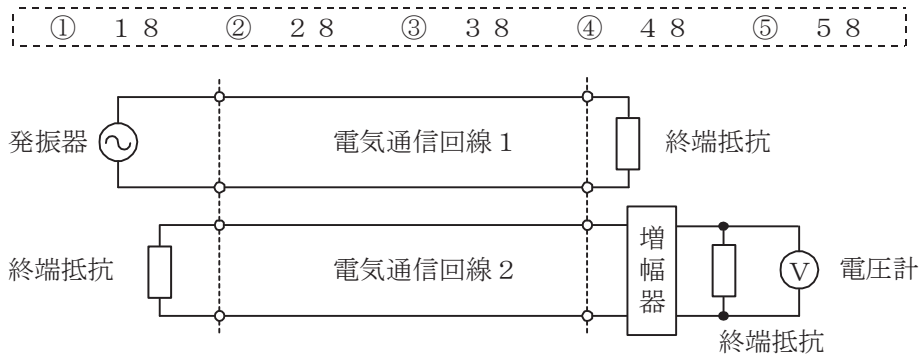 ① 18 ② 28 ③ 38 ④ 48 ⑤ 58
発振器
電気通信回線1
終端抵抗
終端抵抗
電気通信回線2
増幅器
V
電圧計
終端抵抗